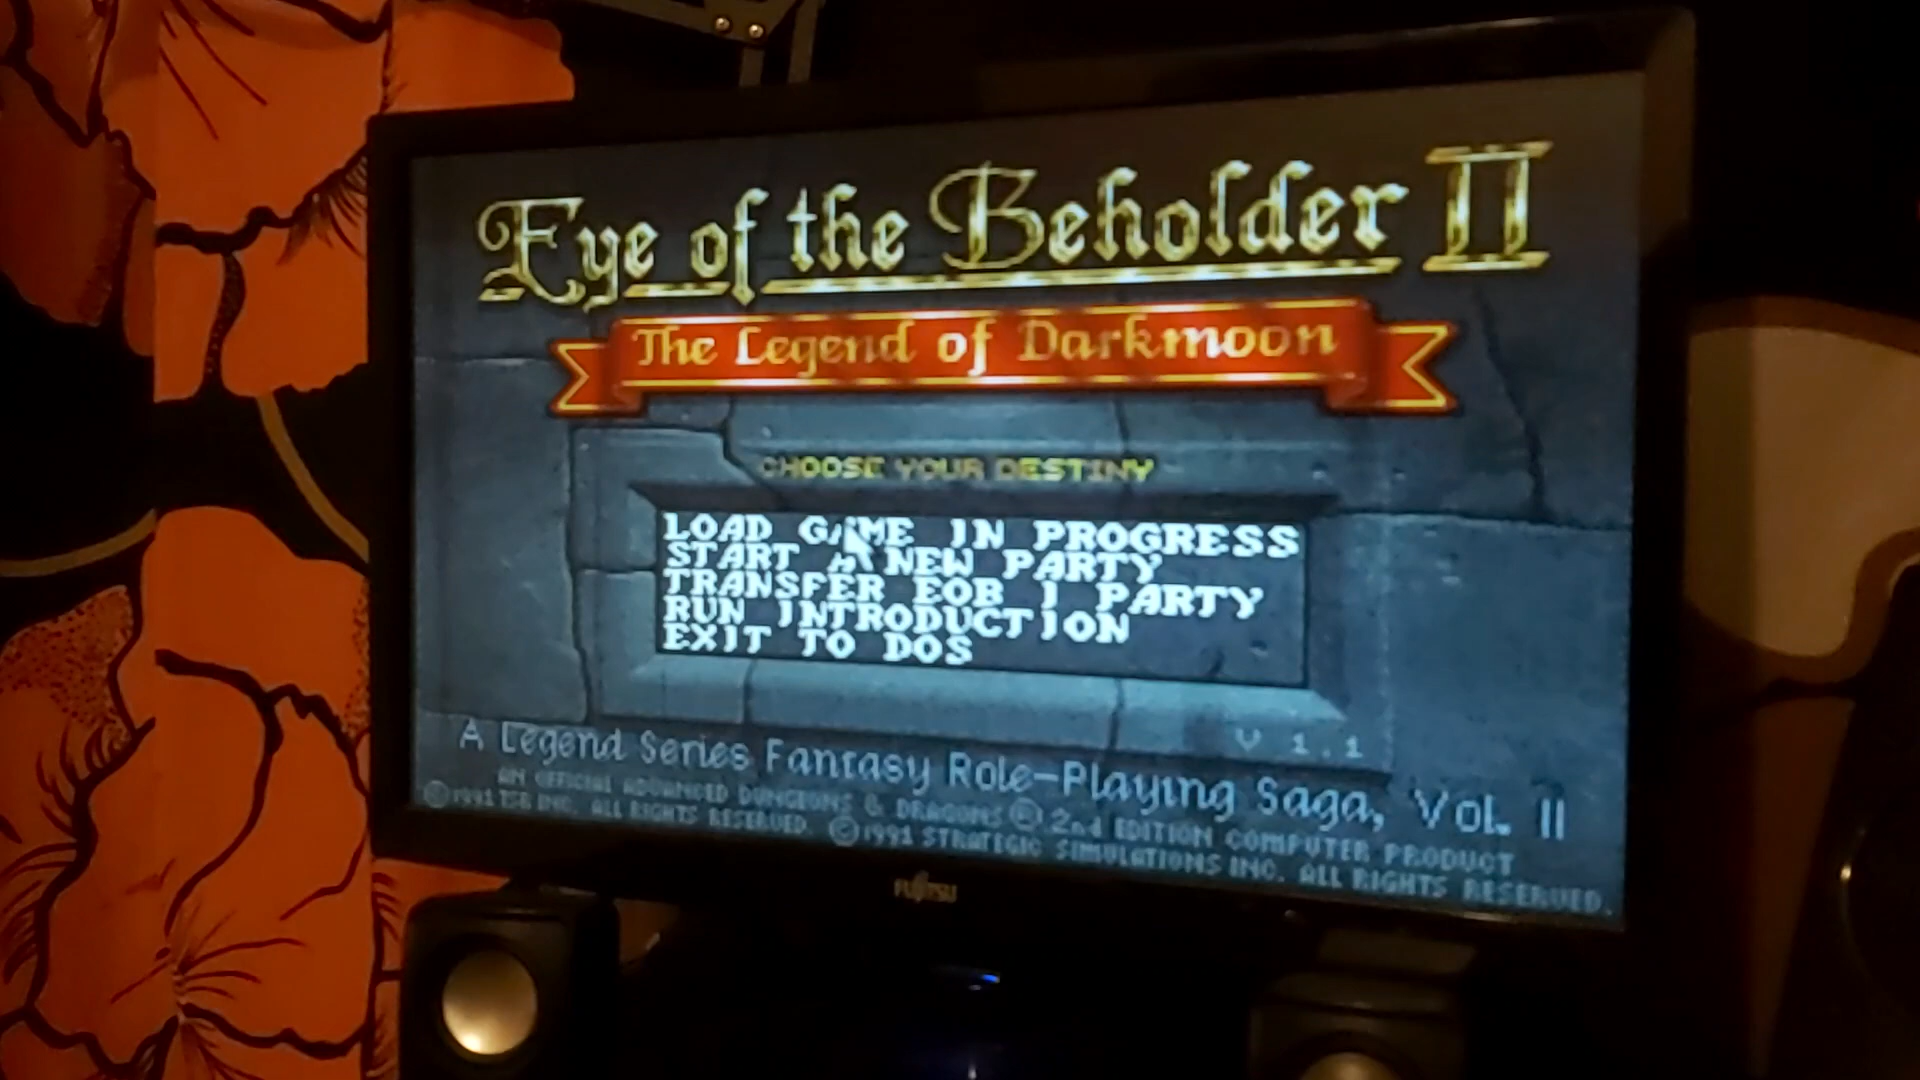 Eye of the Beholder II
The Legend of Darkmoon
CHOOSE YOUR DESTINY
LOAD GAME IN PROGRESS
START A NEW PARTY
TRANSFER EOB I PARTY
RUN INTRODUCTION
EXIT TO DOS
V 1.1
A Legend Series Fantasy Role-Playing Saga, Vol. II
AN OFFICIAL ADVANCED DUNGEONS & DRAGONS® 2nd EDITION COMPUTER PRODUCT
©1991 TSR INC. ALL RIGHTS RESERVED. ©1991 STRATEGIC SIMULATIONS INC. ALL RIGHTS RESERVED.
FUJITSU